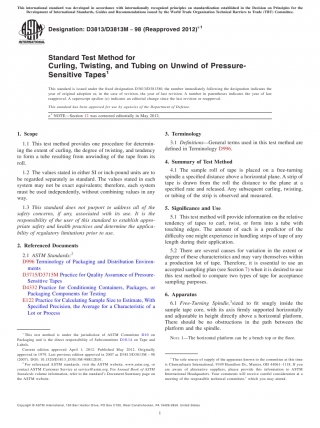 This international standard was developed in accordance with internationally recognized principles on standardization established in the Decision on Principles for the
Development of International Standards, Guides and Recommendations issued by the World Trade Organization Technical Barriers to Trade (TBT) Committee.
Designation: D3813/D3813M - 98 (Reapproved 2012)ε1
Standard Test Method for
Curling, Twisting, and Tubing on Unwind of Pressure-
Sensitive Tapes1
This standard is issued under the fixed designation D3813/D3813M; the number immediately following the designation indicates the
year of original adoption or, in the case of revision, the year of last revision. A number in parentheses indicates the year of last
reapproval. A superscript epsilon (ε) indicates an editorial change since the last revision or reapproval.
This standard has been approved for use by agencies of the Department of Defense.
ε1 NOTE—Section 12 was corrected editorially in May 2012.
1. Scope
1.1 This test method provides one procedure for determin-
ing the extent of curling, the degree of twisting, and tendency
to form a tube resulting from unwinding of the tape from its
roll.
1.2 The values stated in either SI or inch-pound units are to
be regarded separately as standard. The values stated in each
system may not be exact equivalents; therefore, each system
must be used independently, without combining values in any
way.
1.3 This standard does not purport to address all of the
safety concerns, if any, associated with its use. It is the
responsibility of the user of this standard to establish appro-
priate safety and health practices and determine the applica-
bility of regulatory limitations prior to use.
2. Referenced Documents
2.1 ASTM Standards:2
D996 Terminology of Packaging and Distribution Environ-
ments
D3715/D3715M Practice for Quality Assurance of Pressure-
Sensitive Tapes
D4332 Practice for Conditioning Containers, Packages, or
Packaging Components for Testing
E122 Practice for Calculating Sample Size to Estimate, With
Specified Precision, the Average for a Characteristic of a
Lot or Process
1 This test method is under the jurisdiction of ASTM Committee D10 on
Packaging and is the direct responsibility of Subcommittee D10.14 on Tape and
Labels.
Current edition approved April 1, 2012. Published May 2012. Originally
approved in 1979. Last previous edition approved in 2007 as D3813/D3813M – 98
(2007). DOI: 10.1520/D3813_D3813M-98R12E01.
2 For referenced ASTM standards, visit the ASTM website, www.astm.org, or
contact ASTM Customer Service at service@astm.org. For Annual Book of ASTM
Standards volume information, refer to the standard's Document Summary page on
the ASTM website.
3. Terminology
3.1 Definitions—General terms used in this test method are
defined in Terminology D996.
4. Summary of Test Method
4.1 The sample roll of tape is placed on a free-turning
spindle a specified distance above a horizontal plane. A strip of
tape is drawn from the roll the distance to the plane at a
specified rate and released. Any subsequent curling, twisting,
or tubing of the strip is observed and measured.
5. Significance and Use
5.1 This test method will provide information on the relative
tendency of tapes to curl, twist, or form into a tube with
touching edges. The amount of each is a predictor of the
difficulty one might experience in handling strips of tape of any
length during their application.
5.2 There are several causes for variation in the extent or
degree of these characteristics and may vary themselves within
a production lot of tape. Therefore, it is essential to use an
accepted sampling plan (see Section 7) when it is desired to use
this test method to compare two types of tape for acceptance
sampling purposes.
6. Apparatus
6.1 Free-Turning Spindle,3 sized to fit simply inside the
sample tape core, with its axis firmly supported horizontally
and adjustable in height directly above a horizontal platform.
There should be no obstructions in the path between the
platform and the spindle.
NOTE 1—The horizontal platform can be a bench top or the floor.
3 The sole source of supply of the apparatus known to the committee at this time
is Cheminstruments International,
are aware of alternative suppliers, please provide this information to ASTM
International Headquarters. Your comments will receive careful consideration at a
meeting of the responsible technical committee,1 which you may attend.
Copyright © ASTM International, 100 Barr Harbor Drive, PO Box C700, West Conshohocken, PA 19428-2959. United States
1